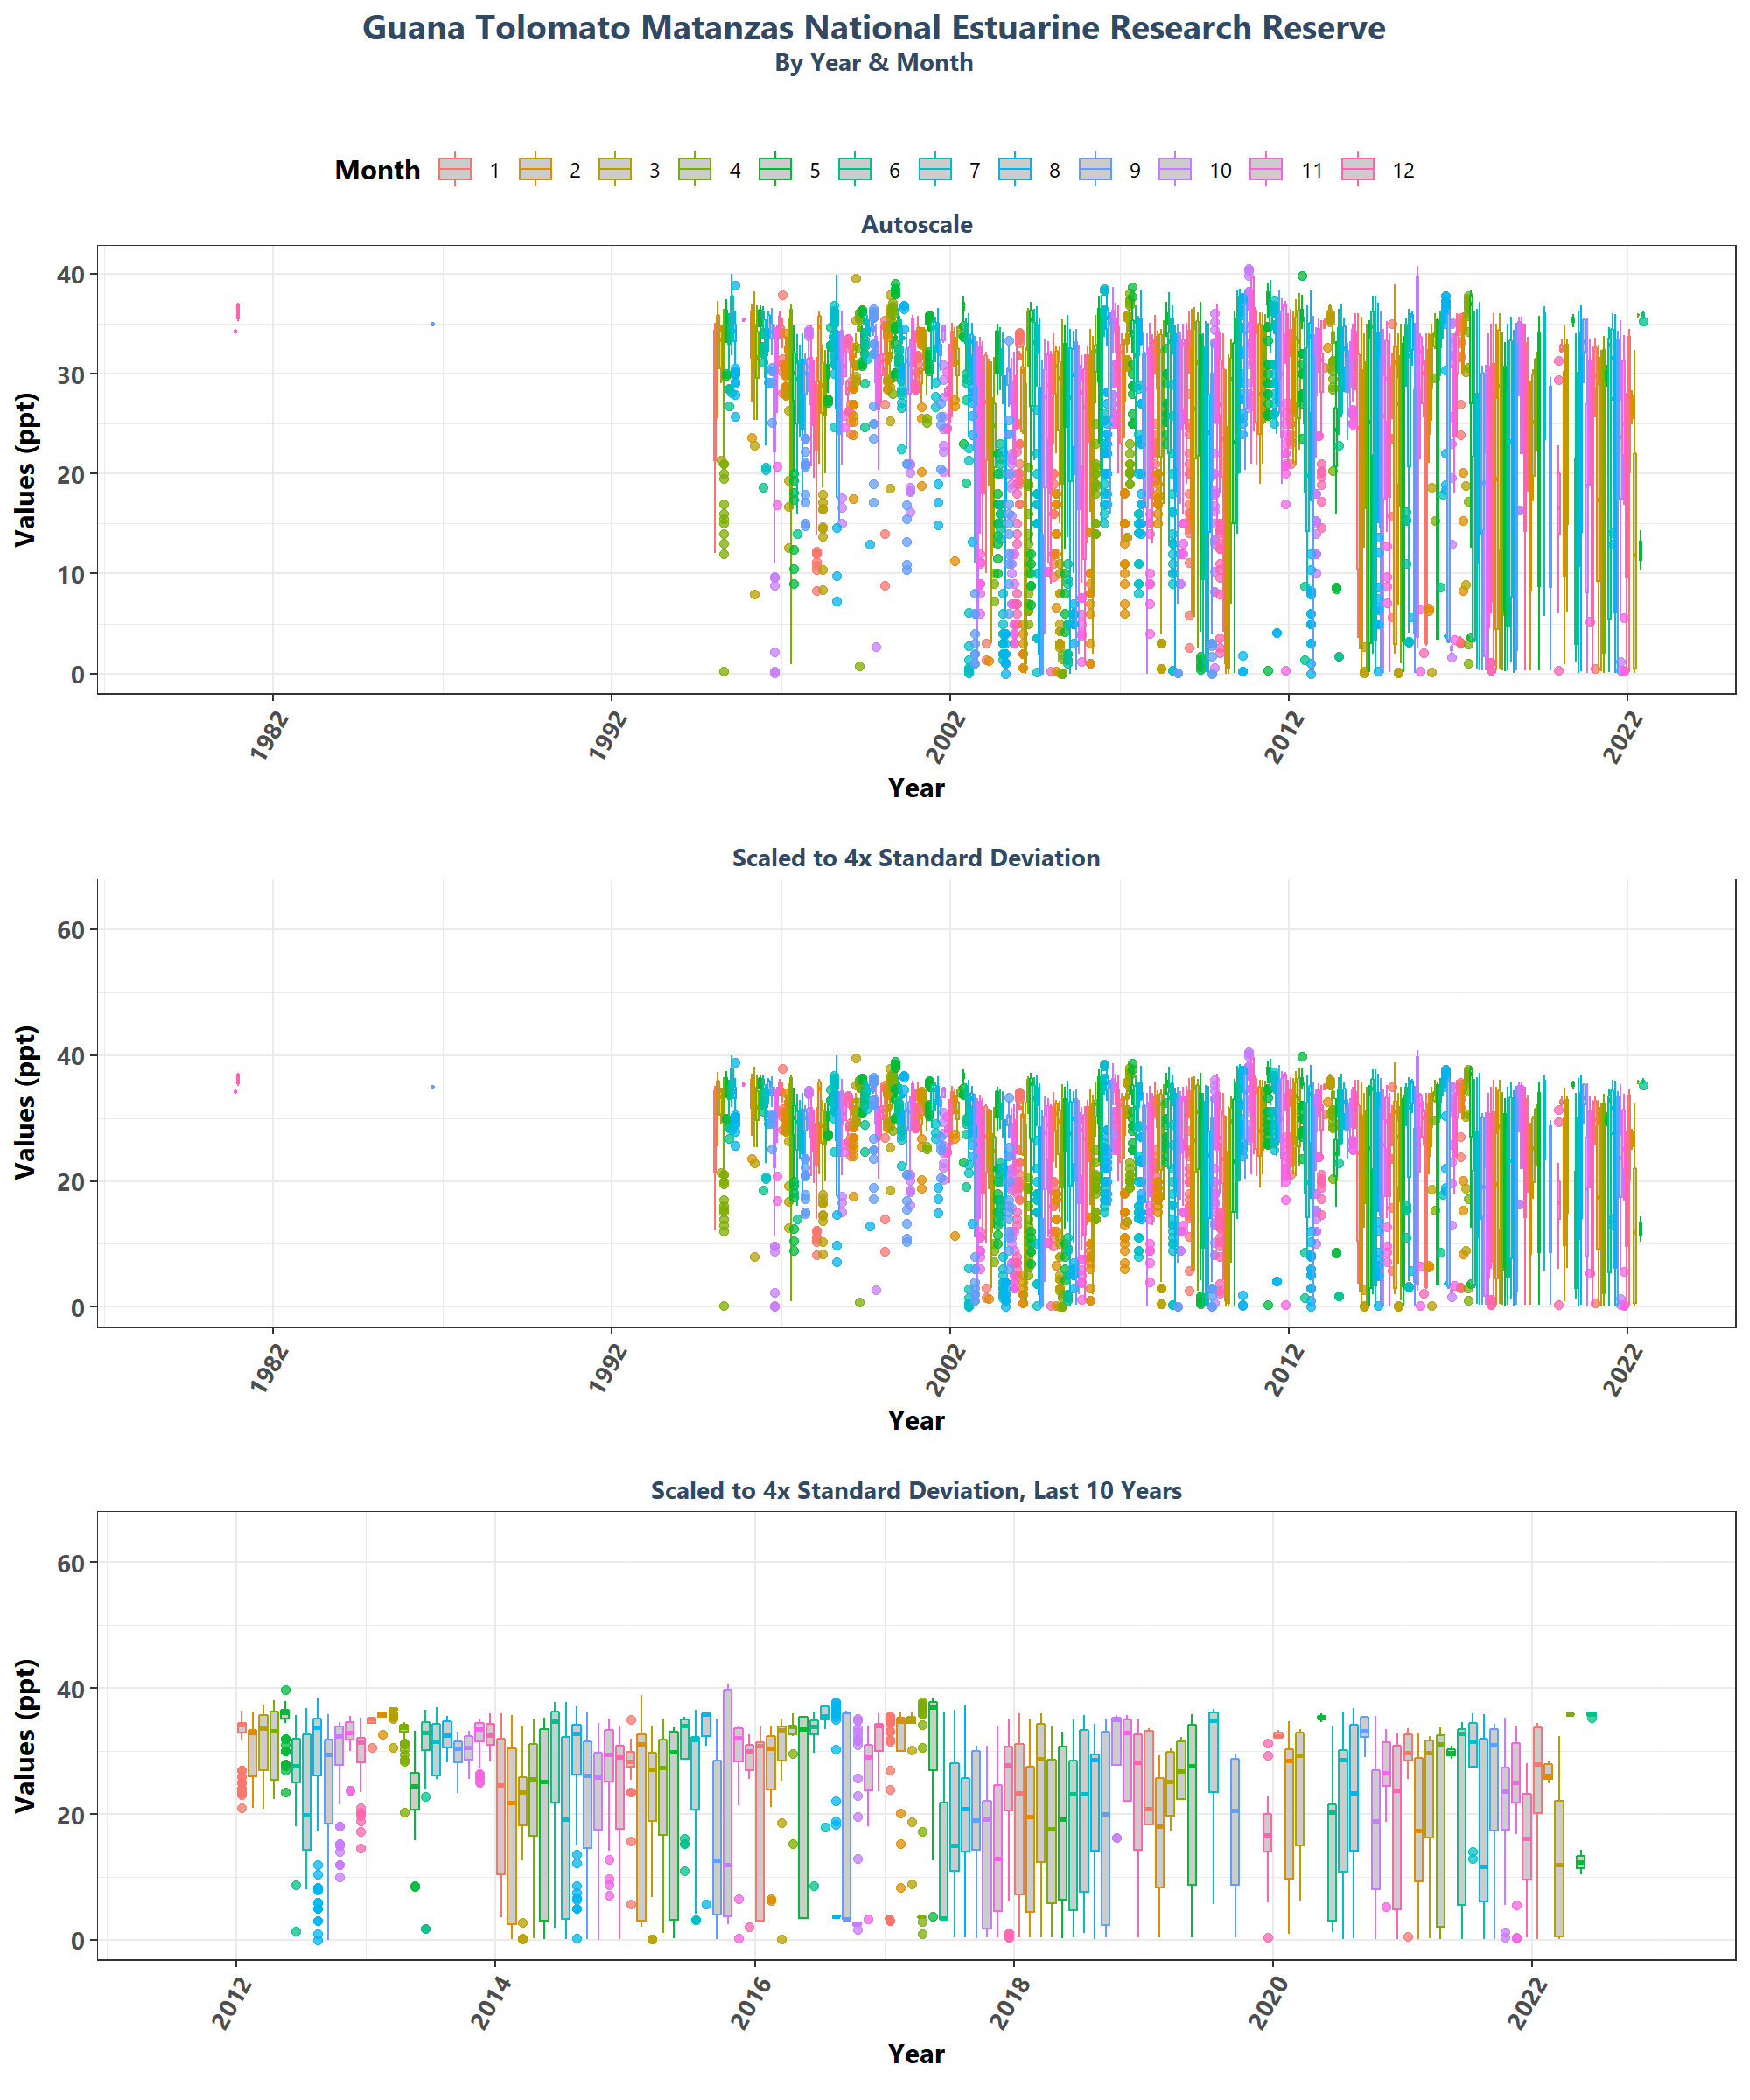 Guana Tolomato Matanzas National Estuarine Research Reserve
By Year & Month
Month 1 2 3 4 5 6 7 8 9 10 11 12
Autoscale
Values (ppt)
40
30
20
10
0
1982 1992 2002 2012 2022
Year
Scaled to 4x Standard Deviation
Values (ppt)
60
40
20
0
1982 1992 2002 2012 2022
Year
Scaled to 4x Standard Deviation, Last 10 Years
Values (ppt)
60
40
20
0
2012 2014 2016 2018 2020 2022
Year